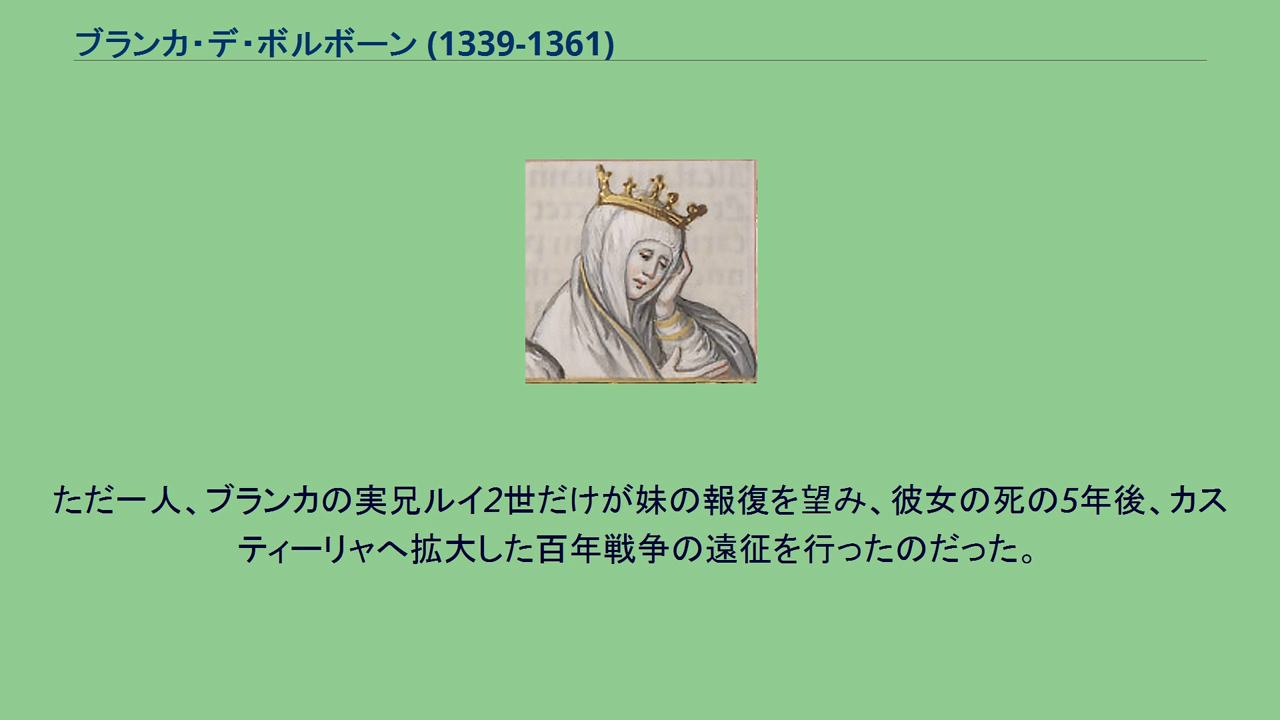 ブランカ・デ・ボルボーン (1339-1361)
ただ一人、ブランカの実兄ルイ2世だけが妹の報復を望み、彼女の死の5年後、カス
ティーリャへ拡大した百年戦争の遠征を行ったのだった。